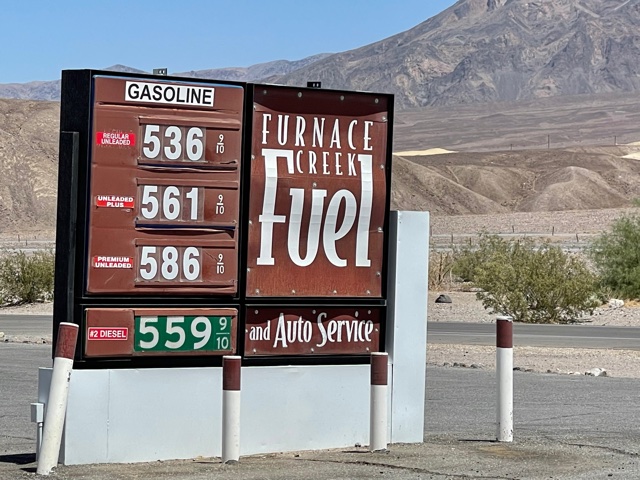 GASOLINE
REGULAR
UNLEADED
536 9/10
UNLEADED
PLUS
561 9/10
PREMIUM
UNLEADED
586 9/10
#2 DIESEL
559 9/10
FURNACE
CREEK
Fuel
and Auto Service